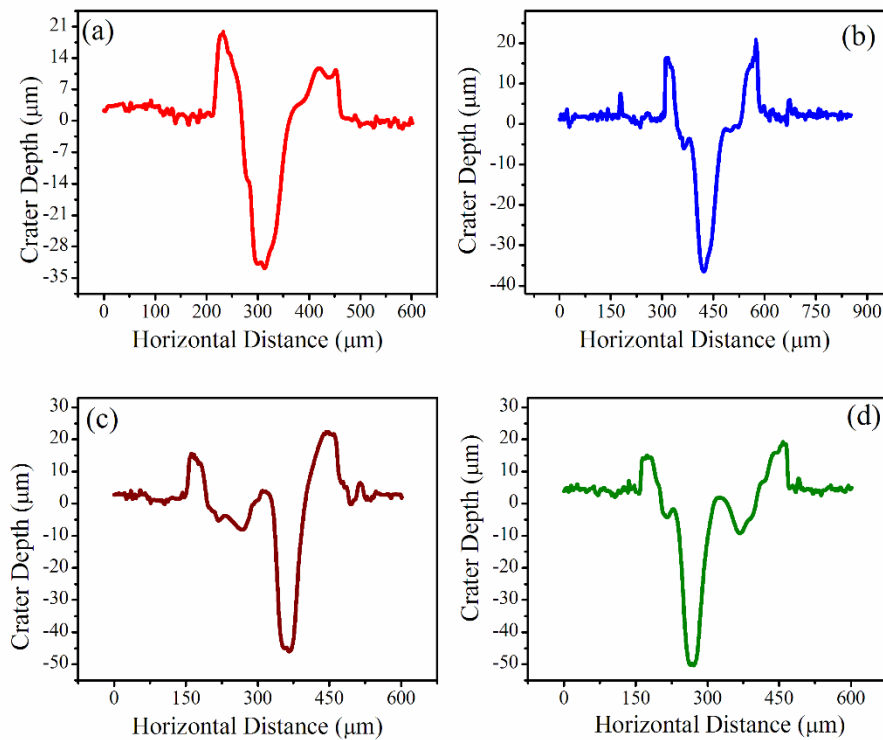 (a)
Crater Depth (μm)
21
14
7
0
-7
-14
-21
-28
-35
0 100 200 300 400 500 600
Horizontal Distance (μm)
(b)
Crater Depth (μm)
20
10
0
-10
-20
-30
-40
0 150 300 450 600 750 900
Horizontal Distance (μm)
(c)
Crater Depth (μm)
30
20
10
0
-10
-20
-30
-40
-50
0 150 300 450 600
Horizontal Distance (μm)
(d)
Crater Depth (μm)
30
20
10
0
-10
-20
-30
-40
-50
0 150 300 450 600
Horizontal Distance (μm)